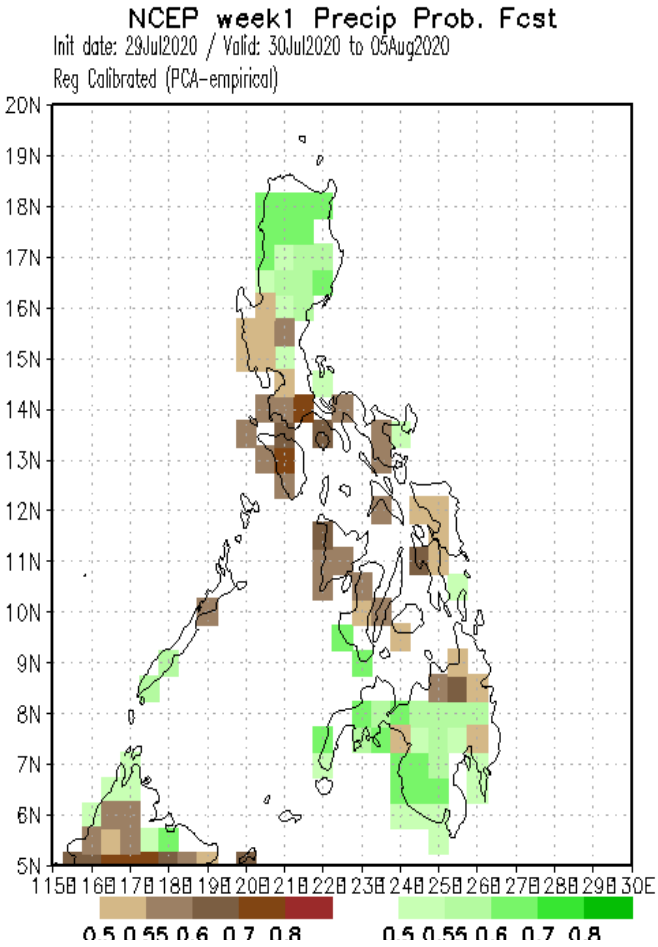 NCEP week1 Precip Prob. Fcst
Init date: 29Jul2020 / Valid: 30Jul2020 to 05Aug2020
Reg Calibrated (PCA-empirical)
20N
19N
18N
17N
16N
15N
14N
13N
12N
11N
10N
9N
8N
7N
6N
5N
115E 116E 117E 118E 119E 120E 121E 122E 123E 124E 125E 126E 127E 128E 129E 130E
0.5 0.55 0.6 0.7 0.8 0.5 0.55 0.6 0.7 0.8